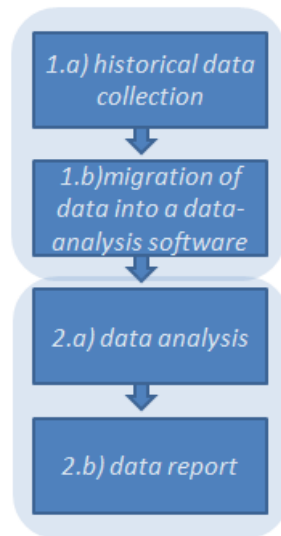 1.a) historical data
collection
1.b)migration of
data into a data-
analysis software
2.a) data analysis
2.b) data report